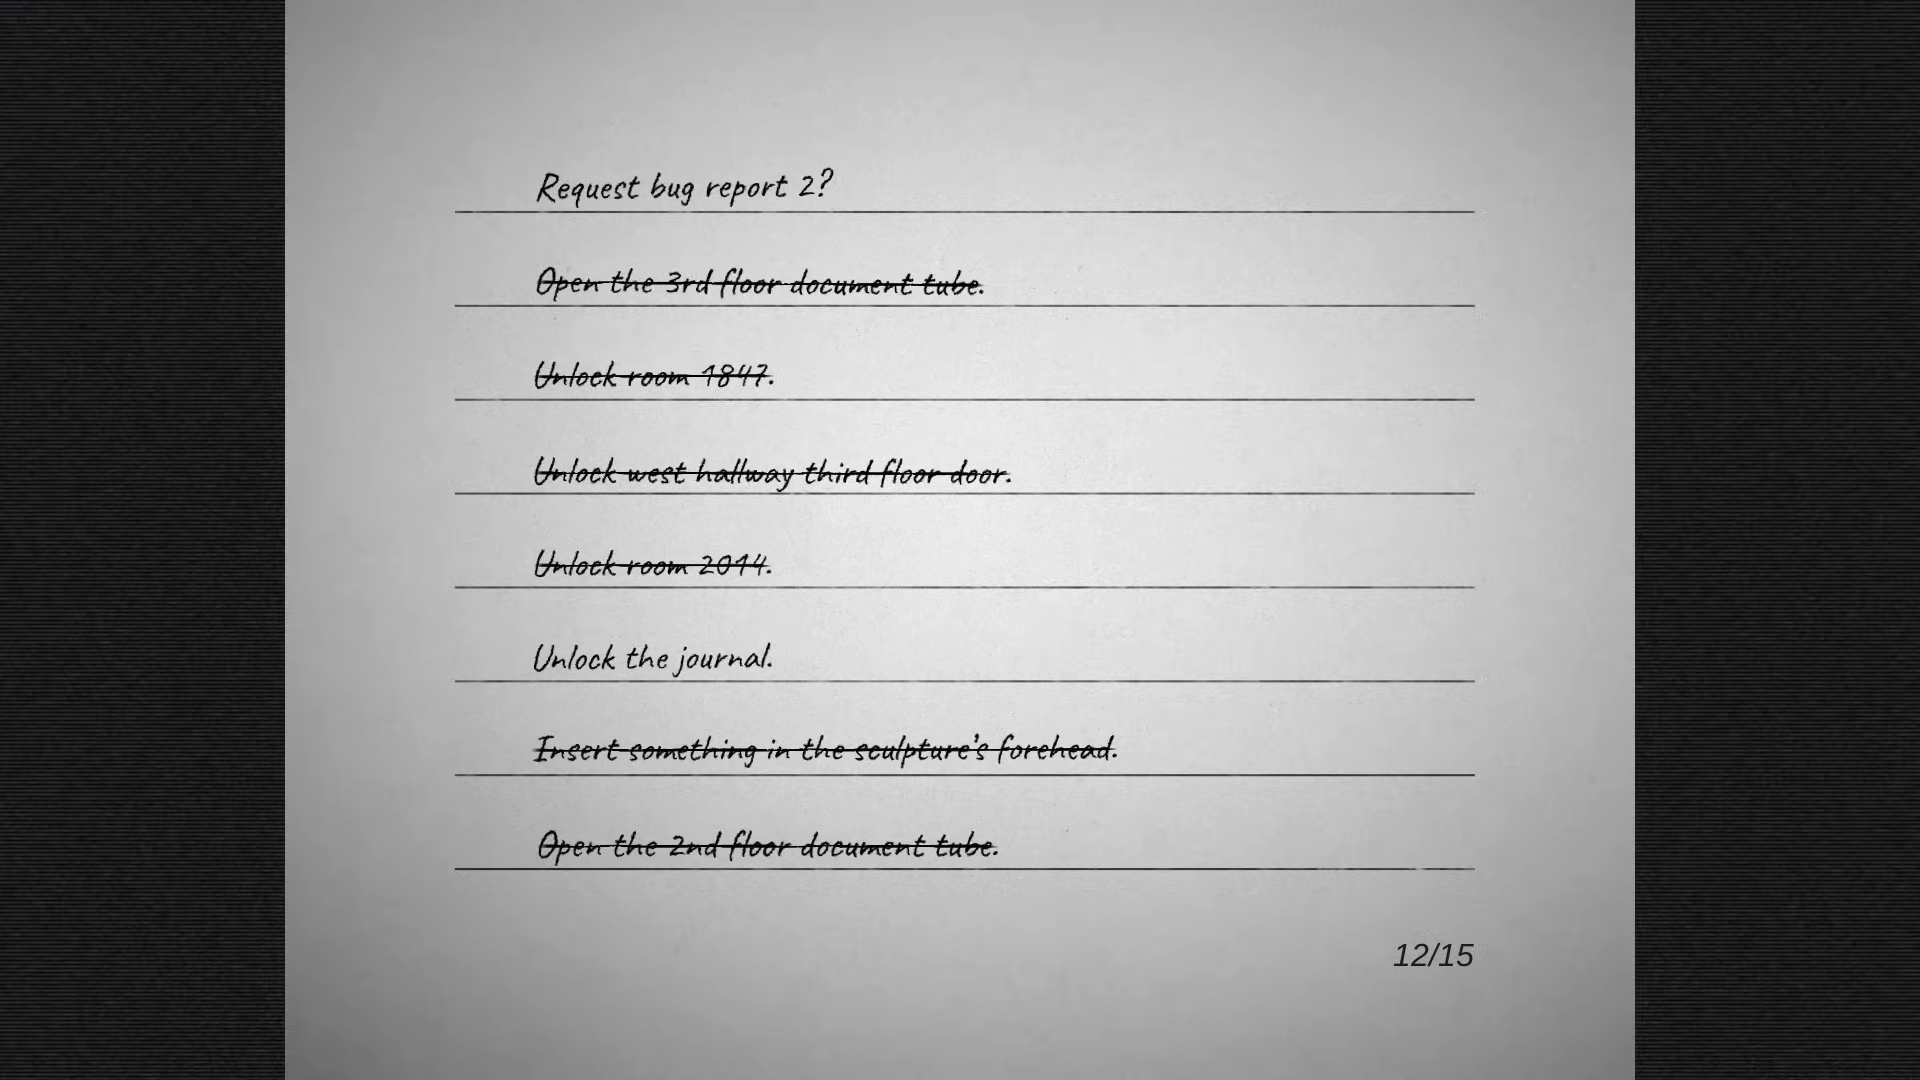 Request bug report 2?
Open the 3rd floor document tube.
Unlock room 1847.
Unlock west hallway third floor door.
Unlock room 2014.
Unlock the journal.
Insert something in the sculpture's forehead.
Open the 2nd floor document tube.
12/15